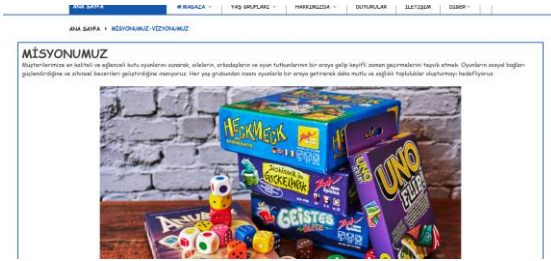 ANA SAYFA MAĞAZA YAŞ GRUPLARI HAKKIMIZDA DUYURULAR İLETİŞİM DİĞER
ANA SAYFA MİSYONUMUZ-VİZYONUMUZ
MİSYONUMUZ
Müşterilerimize en kaliteli ve eğlenceli kutu oyunlarını sunarak, ailelerin, arkadaşların ve oyun tutkunlarının bir araya gelip keyifli zaman geçirmelerini teşvik etmek. Oyunların sosyal bağları
güçlendirdiğine ve zihinsel becerileri geliştirdiğine inanıyoruz. Her yaş grubundan insanı oyunlarla bir araya getirerek daha mutlu ve sağlıklı topluluklar oluşturmayı hedefliyoruz
HECKMECK
ZOCH
UNO
FLIP
GEISTES